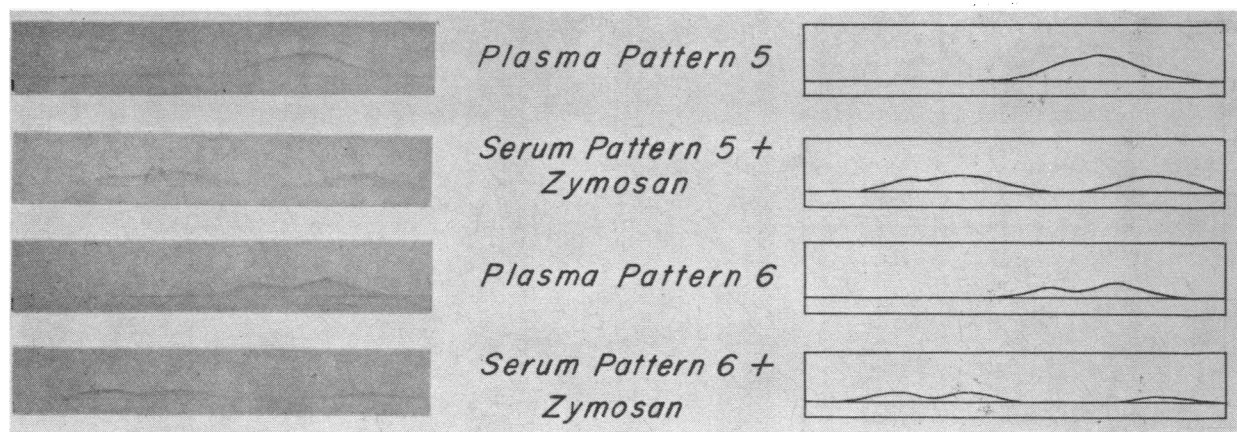 Plasma Pattern 5
Serum Pattern 5 +
Zymosan
Plasma Pattern 6
Serum Pattern 6 +
Zymosan